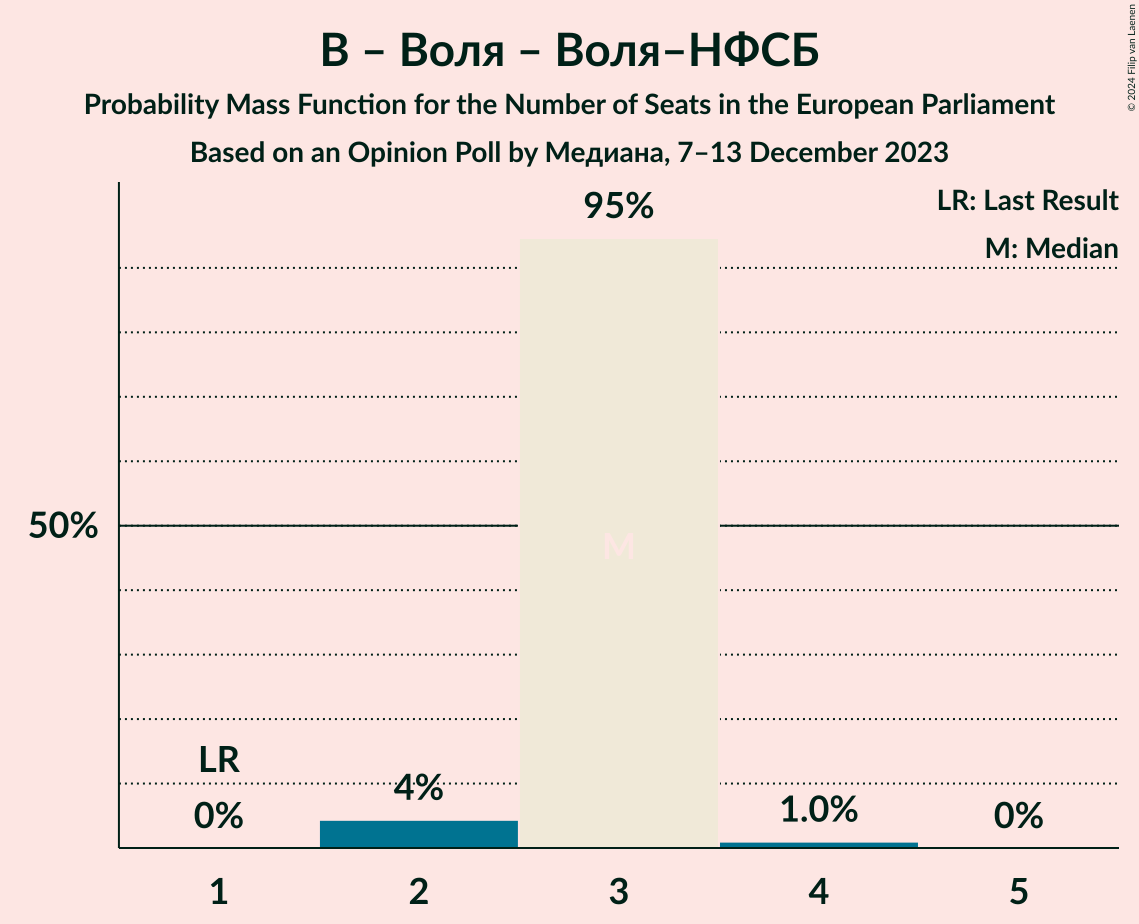 В – Воля – Воля–НФСБ
Probability Mass Function for the Number of Seats in the European Parliament
Based on an Opinion Poll by Медиана, 7–13 December 2023
© 2024 Filip van Laenen
LR: Last Result
M: Median
95%
50%
M
LR
0%
4%
1.0%
0%
1 2 3 4 5